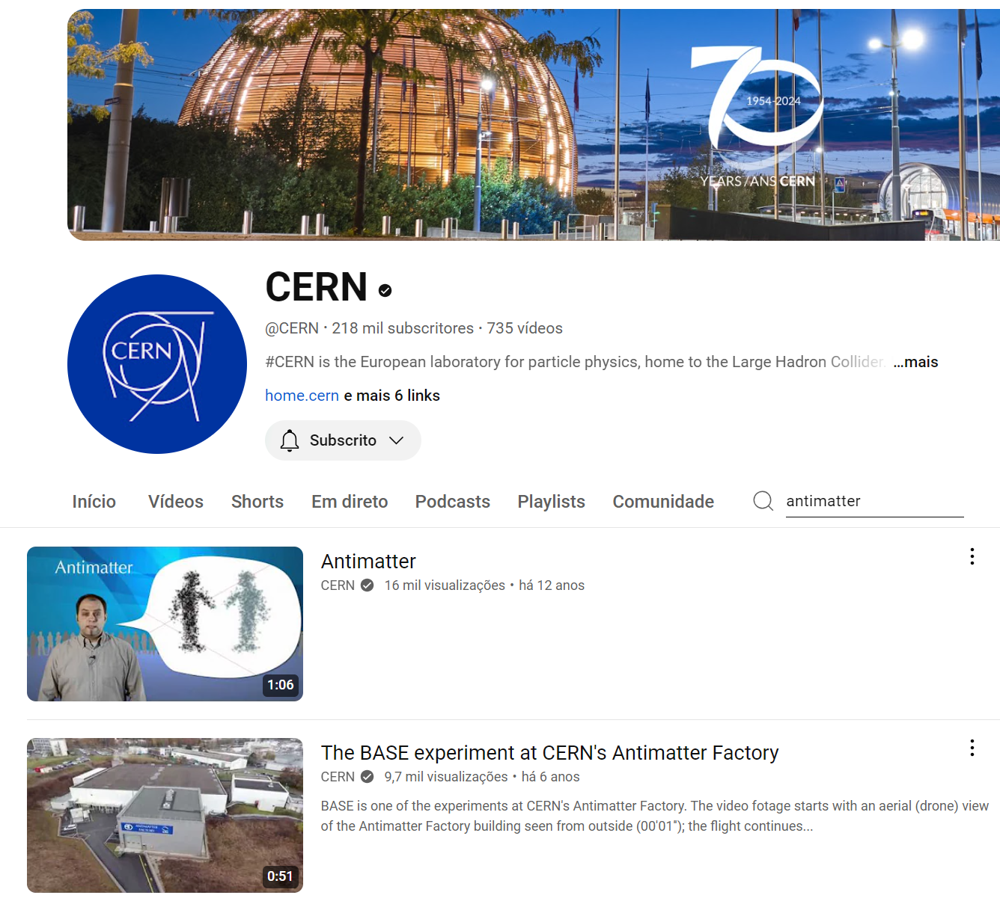 1954-2024
YEARS/ANS CERN
CERN
CERN
@CERN • 218 mil subscritores • 735 vídeos
#CERN is the European laboratory for particle physics, home to the Large Hadron Collider. ...mais
home.cern e mais 6 links
Subscrito
Início Vídeos Shorts Em direto Podcasts Playlists Comunidade antimatter
Antimatter
1:06
Antimatter
CERN 16 mil visualizações • há 12 anos
ANTIMATTER
FACTORY
0:51
The BASE experiment at CERN's Antimatter Factory
CERN 9,7 mil visualizações • há 6 anos
BASE is one of the experiments at CERN's Antimatter Factory. The video fotage starts with an aerial (drone) view
of the Antimatter Factory building seen from outside (00'01"); the flight continues...